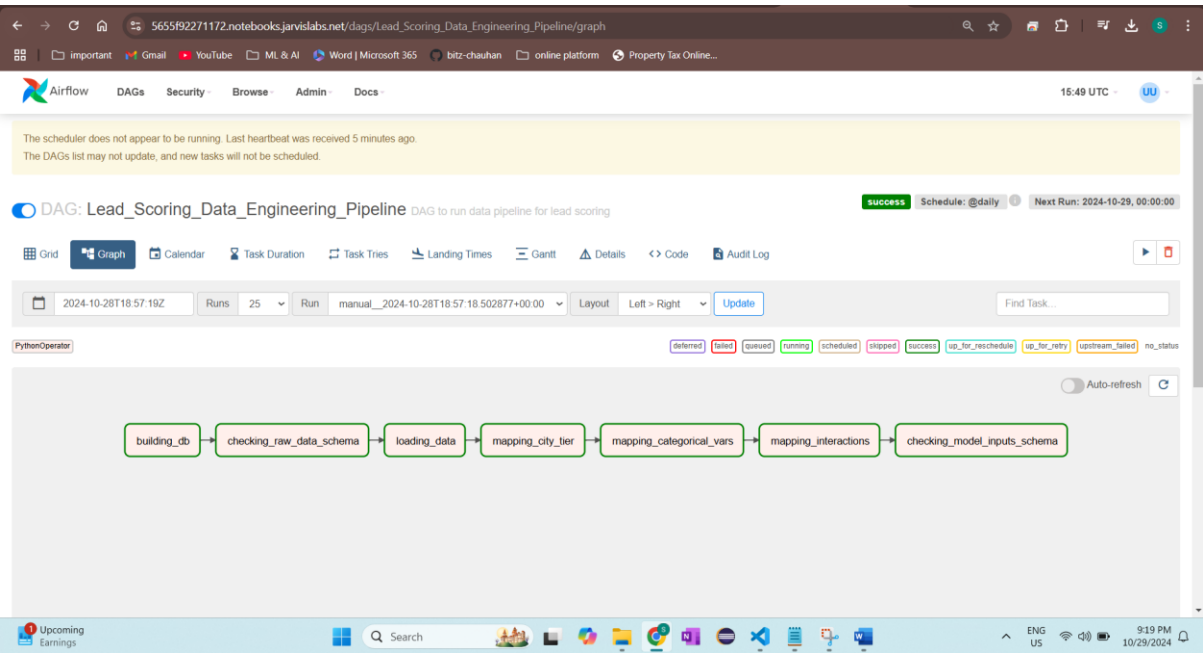 5655f92271172.notebooks.jarvislabs.net/dags/Lead_Scoring_Data_Engineering_Pipeline/graph
S
important Gmail YouTube ML & AI Word | Microsoft 365 bitz-chauhan online platform Property Tax Online...
Airflow DAGs Security Browse Admin Docs 15:49 UTC UU
The scheduler does not appear to be running. Last heartbeat was received 5 minutes ago.
The DAGs list may not update, and new tasks will not be scheduled.
DAG: Lead_Scoring_Data_Engineering_Pipeline DAG to run data pipeline for lead scoring success Schedule: @daily Next Run: 2024-10-29, 00:00:00
Grid Graph Calendar Task Duration Task Tries Landing Times Gantt Details <> Code Audit Log
2024-10-28T18:57:19Z Runs 25 Run manual__2024-10-28T18:57:18.502877+00:00 Layout Left > Right Update Find Task...
PythonOperator deferred failed queued running scheduled skipped success up_for_reschedule up_for_retry upstream_failed no_status
Auto-refresh
building_db checking_raw_data_schema loading_data mapping_city_tier mapping_categorical_vars mapping_interactions checking_model_inputs_schema
1 Upcoming
Earnings
Search
ENG
US
9:19 PM
10/29/2024